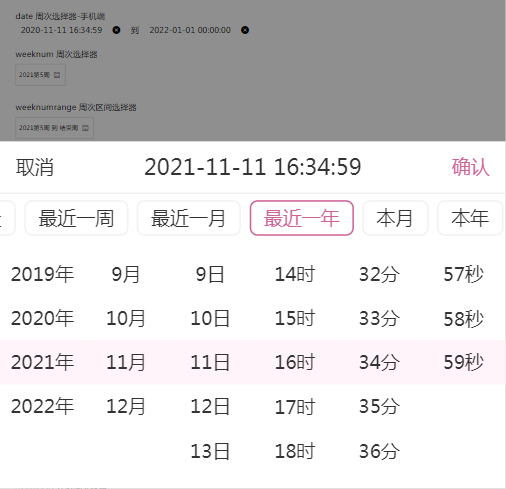 date 周次选择器-手机端
2020-11-11 16:34:59 到 2022-01-01 00:00:00
weeknum 周次选择器
2021第5周
weeknumrange 周次区间选择器
2021第5周 到 结束周
取消 2021-11-11 16:34:59 确认
最近一周 最近一月 最近一年 本月 本年
2019年 9月 9日 14时 32分 57秒
2020年 10月 10日 15时 33分 58秒
2021年 11月 11日 16时 34分 59秒
2022年 12月 12日 17时 35分
13日 18时 36分